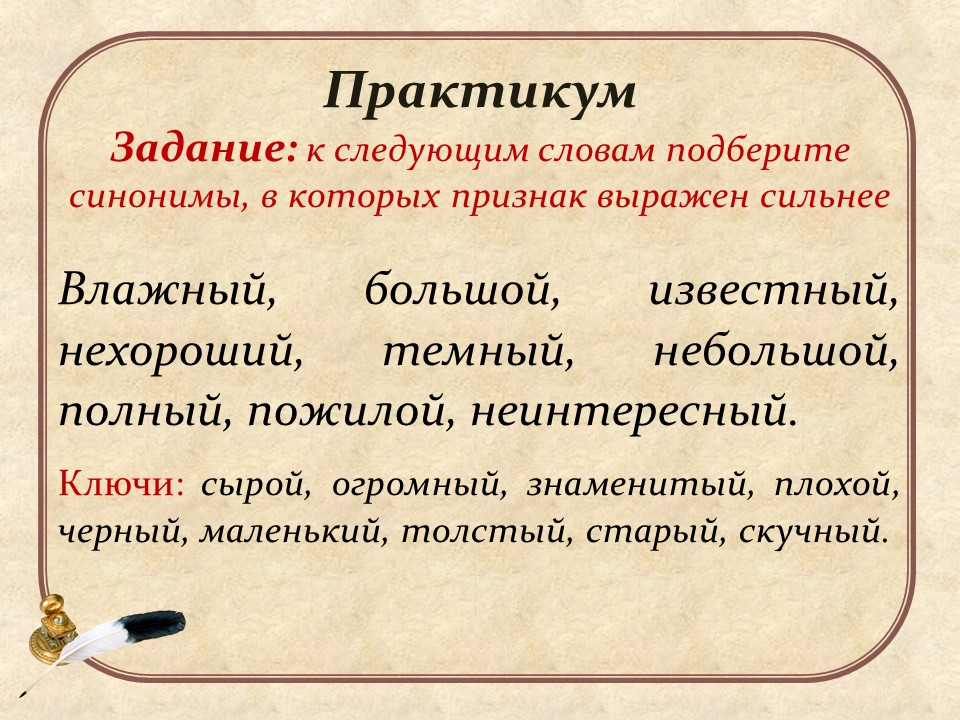 Практикум
Задание: к следующим словам подберите
синонимы, в которых признак выражен сильнее
Влажный, большой, известный,
нехороший, темный, небольшой,
полный, пожилой, неинтересный.
Ключи: сырой, огромный, знаменитый, плохой,
черный, маленький, толстый, старый, скучный.